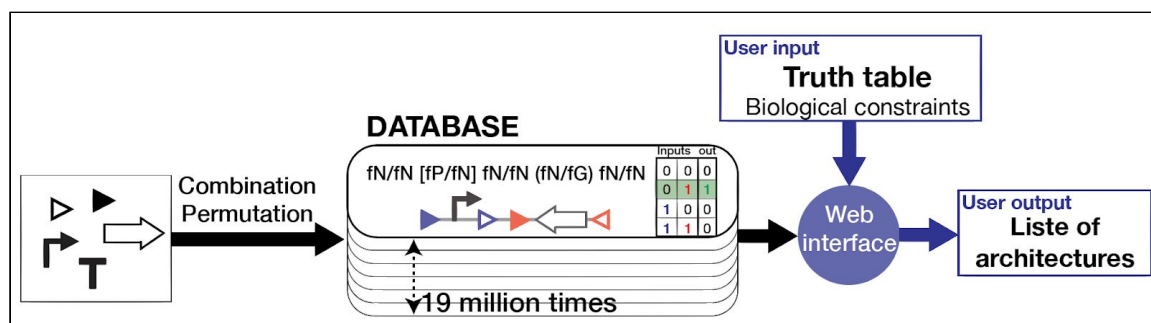 User input
Truth table
Biological constraints
DATABASE
Inputs out
fN/fN [fP/fN] fN/fN (fN/fG) fN/fN
0 0 0
0 1 1
1 0 0
1 1 0
Combination
Permutation
Web
interface
User output
Liste of
architectures
19 million times